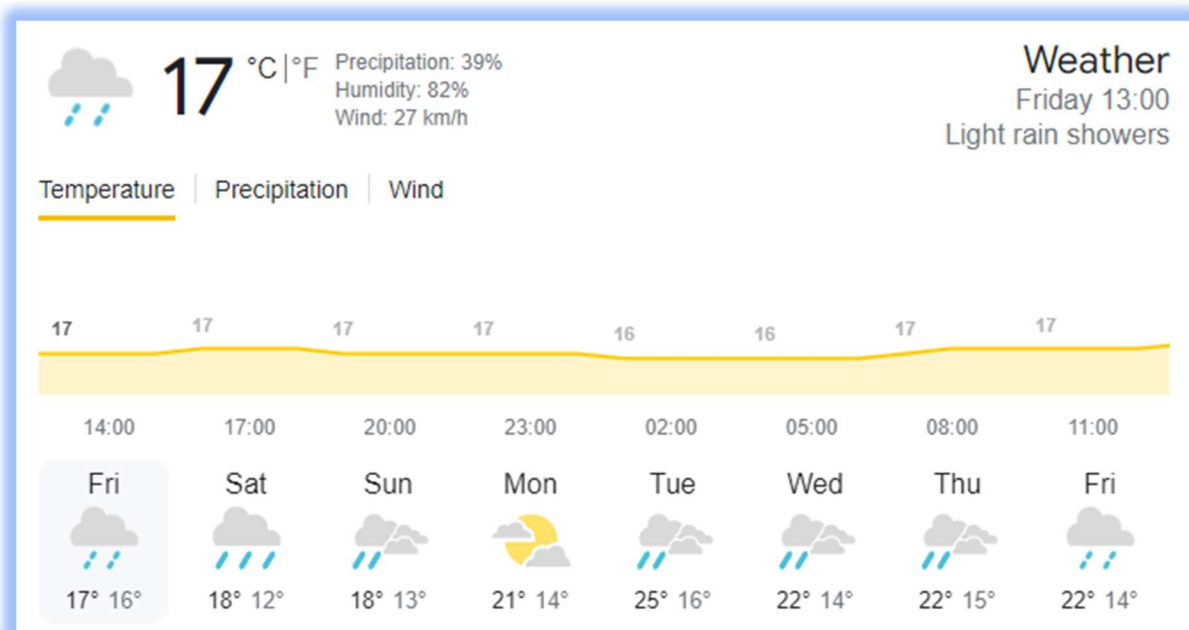 17 °C|°F
Precipitation: 39%
Humidity: 82%
Wind: 27 km/h
Weather
Friday 13:00
Light rain showers
Temperature | Precipitation | Wind
17 17 17 17 16 16 17 17
14:00 17:00 20:00 23:00 02:00 05:00 08:00 11:00
Fri Sat Sun Mon Tue Wed Thu Fri
17° 16° 18° 12° 18° 13° 21° 14° 25° 16° 22° 14° 22° 15° 22° 14°